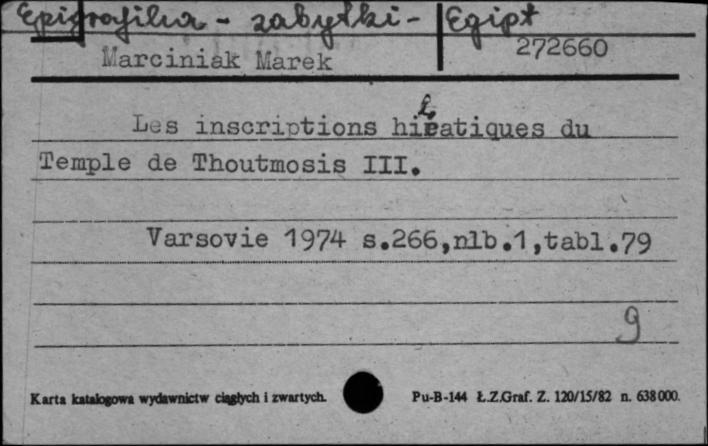 Epigrafika - zabytki - Egipt
Marciniak Marek 272660
Les inscriptions hiératiques du
Temple de Thoutmosis III.
Varsovie 1974 s.266,nlb.1,tabl.79
9
Karta katalogowa wydawnictw ciągłych i zwartych. Pu-B-144 Ł.Z.Graf. Z. 120/15/82 n. 638000.